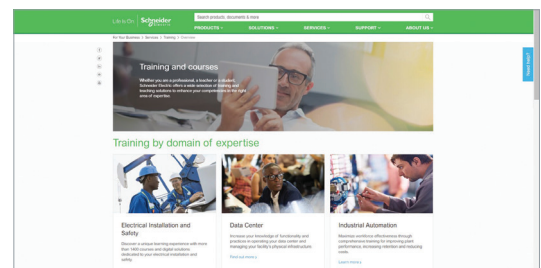 Life Is On | Schneider Electric
Search products, documents & more
PRODUCTS
SOLUTIONS
SERVICES
SUPPORT
ABOUT US
For Your Business > Services > Training > Overview
Need help?
Training and courses
Whether you are a professional, a teacher or a student,
Schneider Electric offers a wide selection of training and
teaching solutions to enhance your competencies in the right
area of expertise.
Training by domain of expertise
Electrical Installation and
Safety
Discover a unique learning experience with more
than 1400 courses and digital solutions
dedicated to your electrical installation and
safety.
Data Center
Increase your knowledge of functionality and
practices in operating your data center and
managing your facility's physical infrastructure.
Find out more >
Industrial Automation
Maximize workforce effectiveness through
comprehensive training for improving plant
performance, increasing retention and reducing
costs.
Learn more >